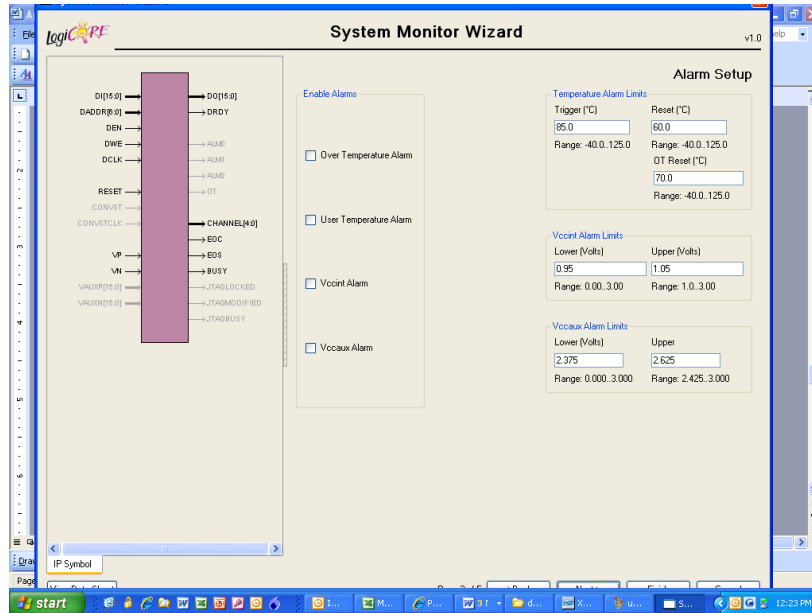 LogiCORE
System Monitor Wizard
v1.0
DI[15:0]
DADDR[6:0]
DEN
DWE
DCLK
RESET
CONVST
CONVSTCLK
VP
VN
VAUXP[15:0]
VAUXN[15:0]
DO[15:0]
DRDY
ALM0
ALM1
ALM2
OT
CHANNEL[4:0]
EOC
EOS
BUSY
JTAGLOCKED
JTAGMODIFIED
JTAGBUSY
IP Symbol
Enable Alarms
Over Temperature Alarm
User Temperature Alarm
Vccint Alarm
Vccaux Alarm
Alarm Setup
Temperature Alarm Limits
Trigger (°C) Reset (°C)
85.0 60.0
Range: -40.0..125.0 Range: -40.0..125.0
OT Reset (°C)
70.0
Range: -40.0..125.0
Vccint Alarm Limits
Lower (Volts) Upper (Volts)
0.95 1.05
Range: 0.00..3.00 Range: 1.0..3.00
Vccaux Alarm Limits
Lower (Volts) Upper
2.375 2.625
Range: 0.000..3.000 Range: 2.425..3.000
start
12:23 PM